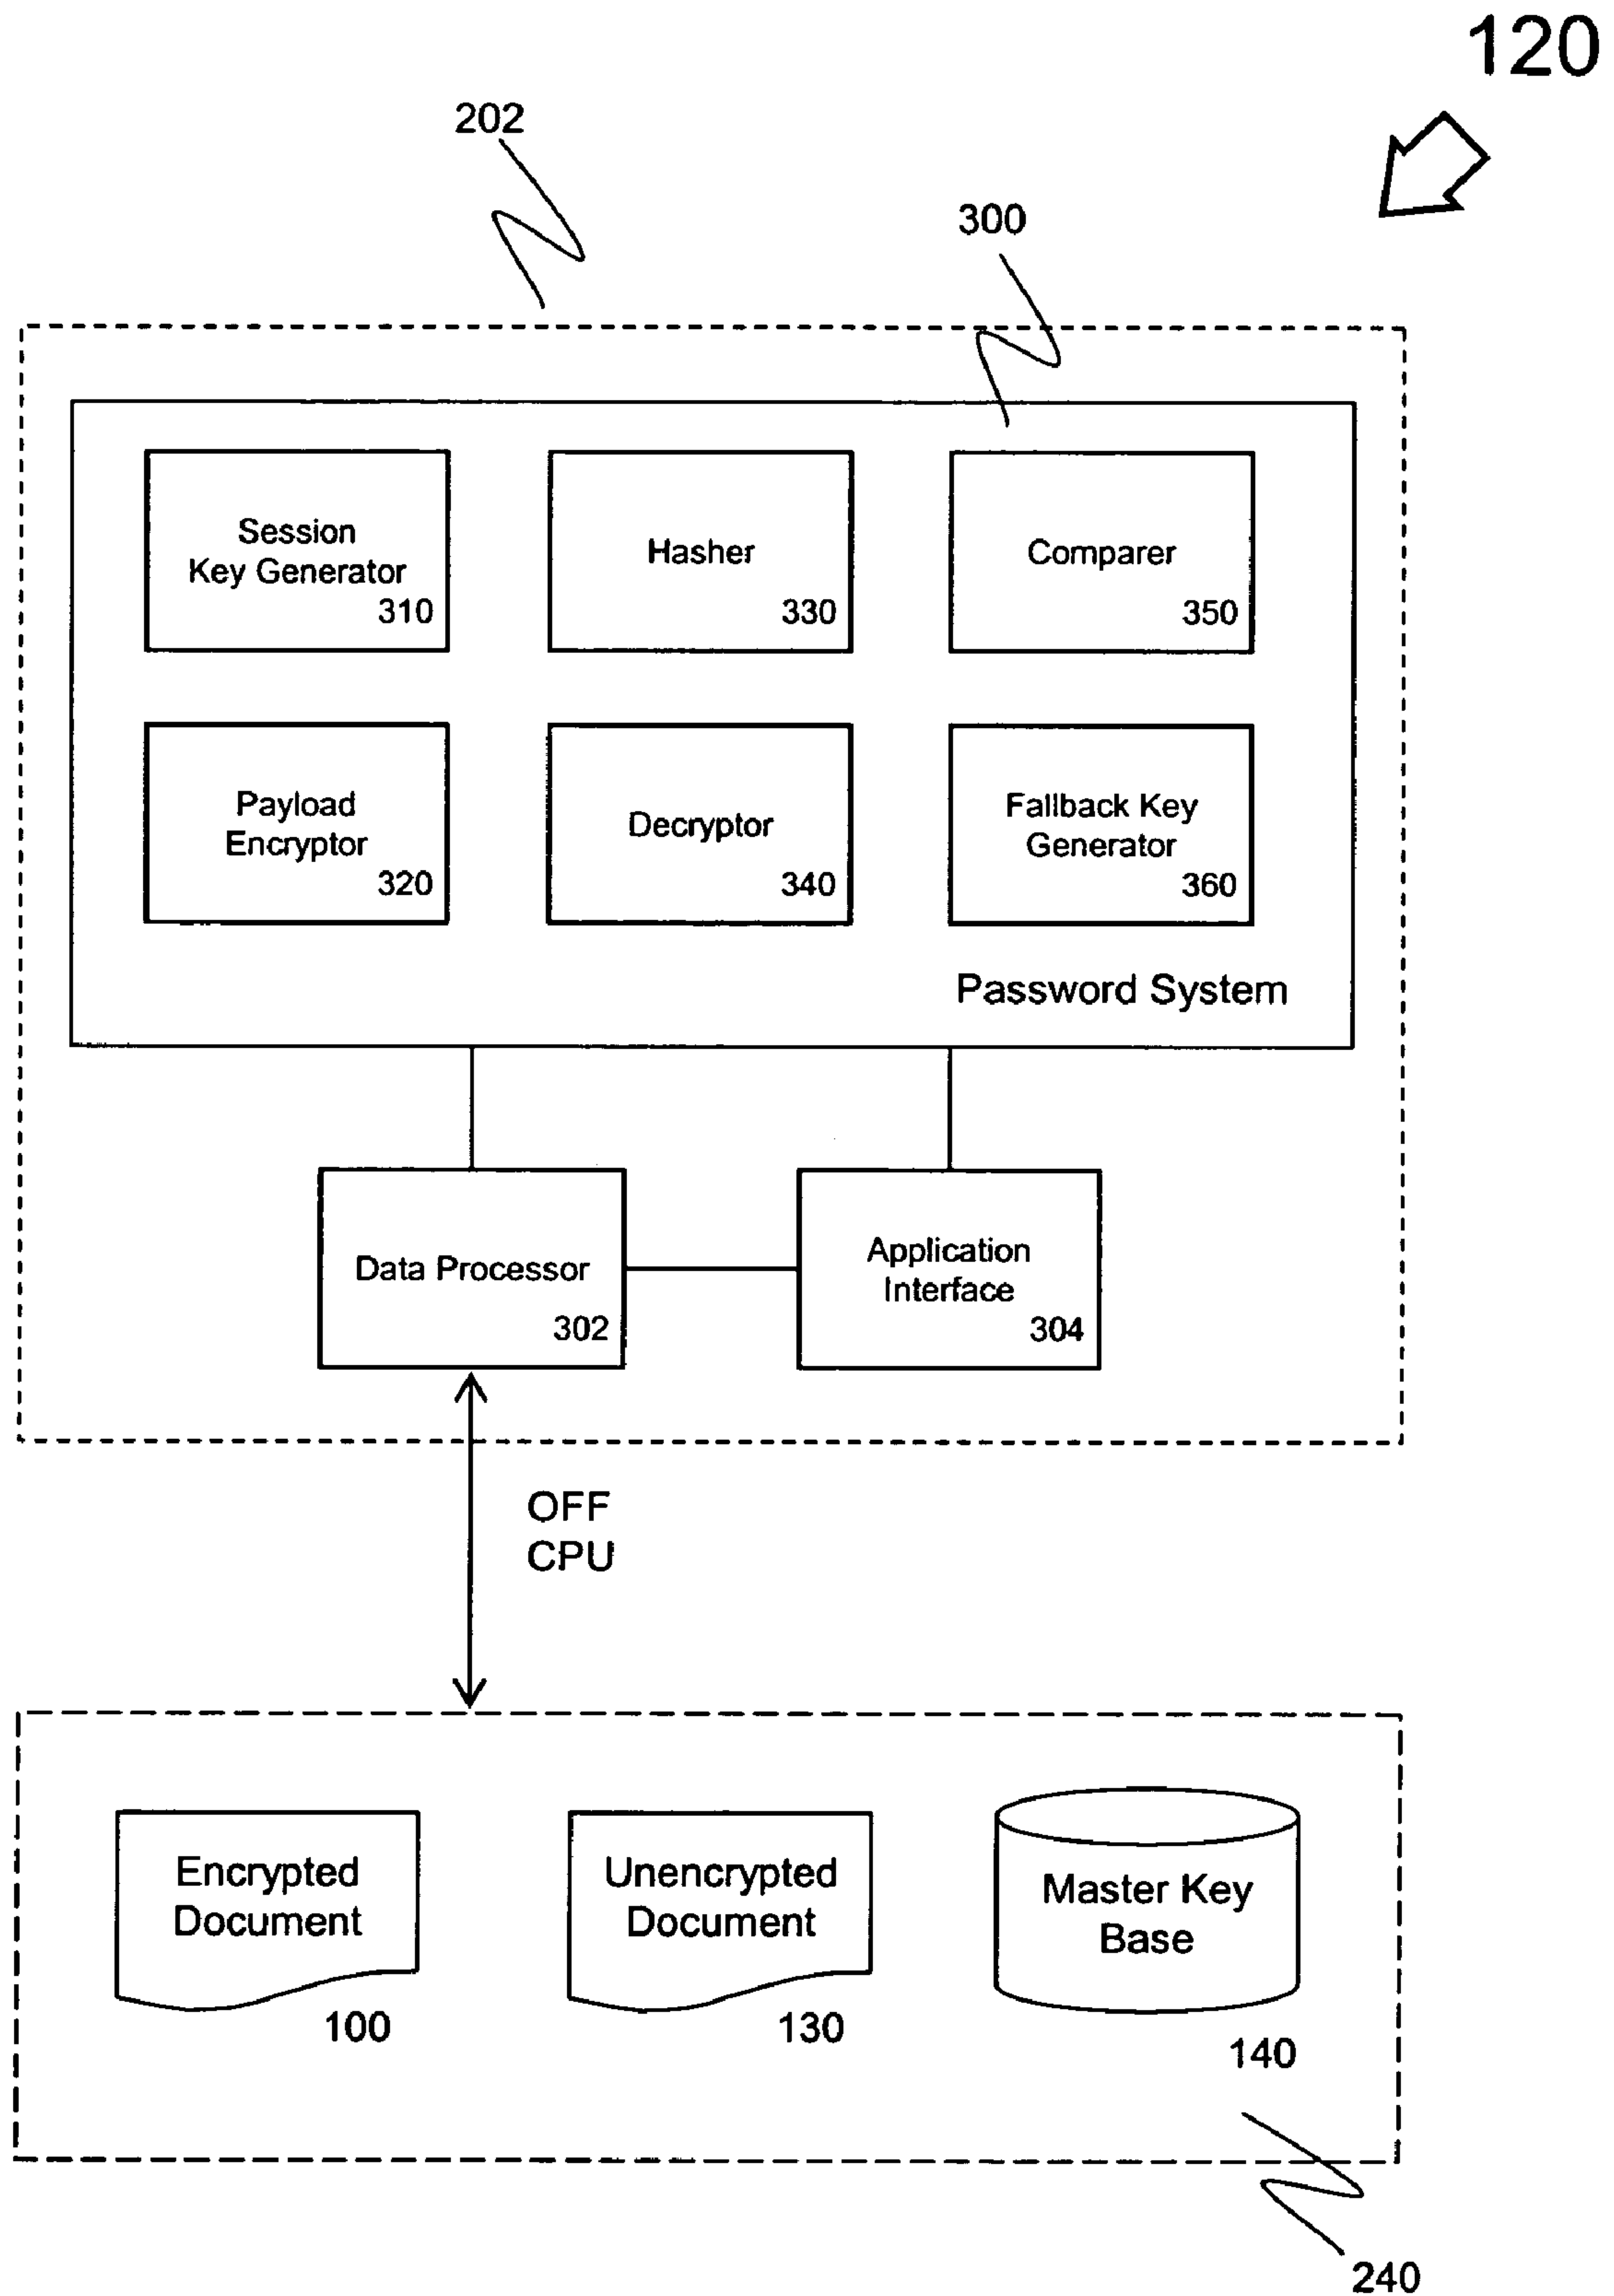 120
202
300
Session
Key Generator
310
Hasher
330
Comparer
350
Payload
Encryptor
320
Decryptor
340
Fallback Key
Generator
360
Password System
Data Processor
302
Application
Interface
304
OFF
CPU
Encrypted
Document
100
Unencrypted
Document
130
Master Key
Base
140
240